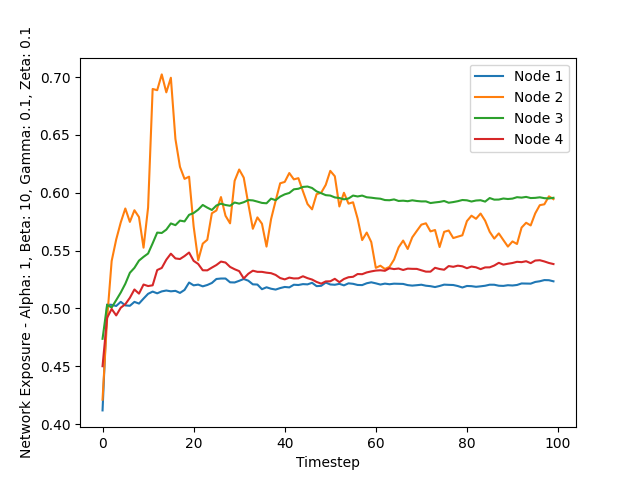 Network Exposure - Alpha: 1, Beta: 10, Gamma: 0.1, Zeta: 0.1
0.70
0.65
0.60
0.55
0.50
0.45
0.40
Node 1
Node 2
Node 3
Node 4
0 20 40 60 80 100
Timestep